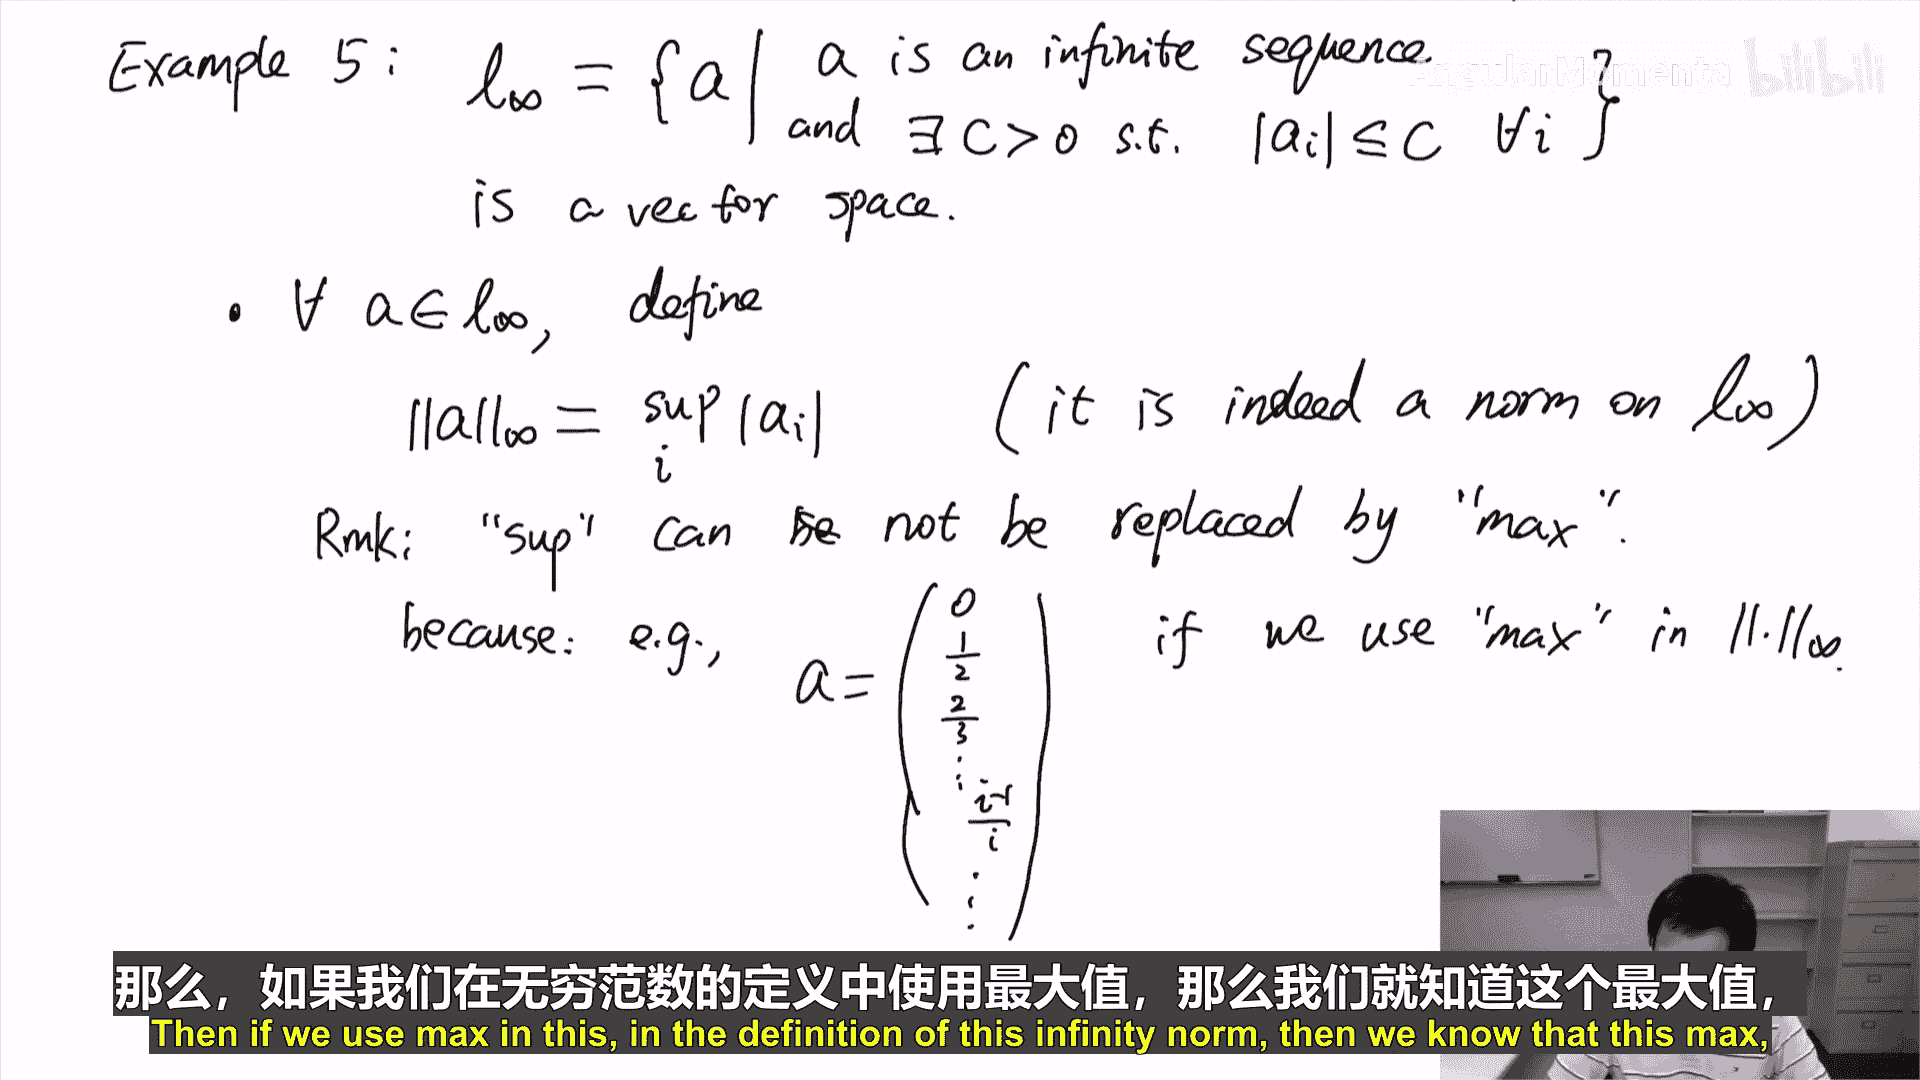 Example 5: l∞ = {a | a is an infinite sequence
and ∃ C > 0 s.t. |ai| ≤ C ∀i }
AngularMomenta bilibili
is a vector space.
• ∀ a ∈ l∞, define
||a||∞ = sup |ai| (it is indeed a norm on l∞)
i
Rmk: "sup" can be not be replaced by "max".
because: e.g., a = ( 0 if we use "max" in ||·||∞.
1/2
2/3
⋮
i-1/i
⋮ )
那么，如果我们在无穷范数的定义中使用最大值，那么我们就知道这个最大值，
Then if we use max in this, in the definition of this infinity norm, then we know that this max,